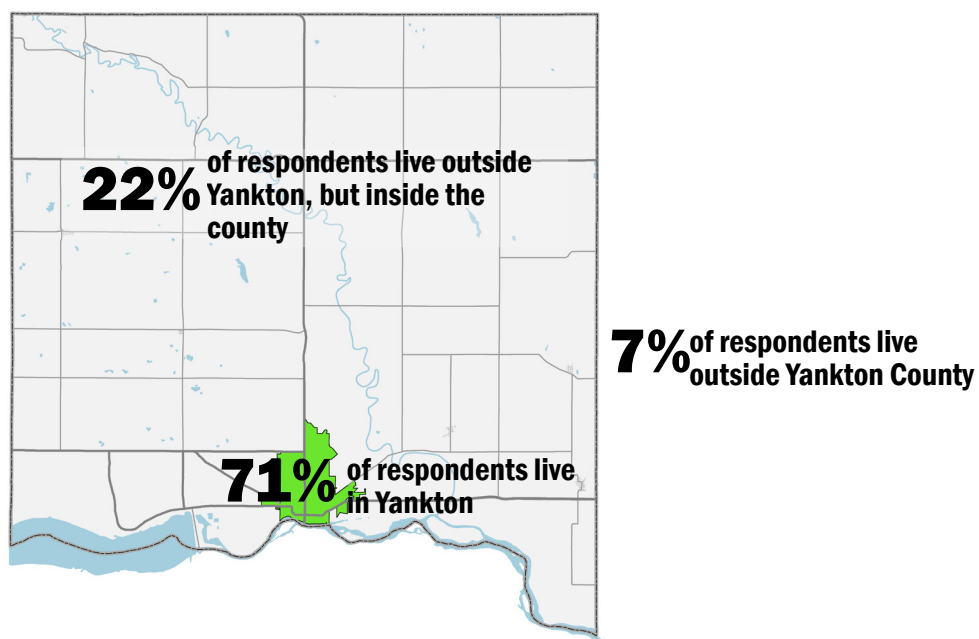 22% of respondents live outside
Yankton, but inside the
county
7% of respondents live
outside Yankton County
71% of respondents live
in Yankton